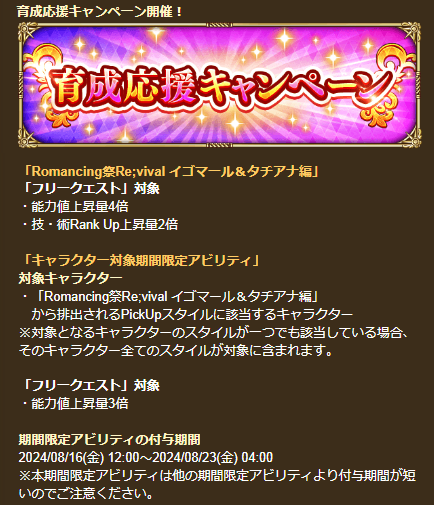 育成応援キャンペーン開催！
育成応援キャンペーン
「Romancing祭Re;vival イゴマール＆タチアナ編」
「フリークエスト」対象
・能力値上昇量4倍
・技・術Rank Up上昇量2倍
「キャラクター対象期間限定アビリティ」
対象キャラクター
・「Romancing祭Re;vival イゴマール＆タチアナ編」
から排出されるPickUpスタイルに該当するキャラクター
※対象となるキャラクターのスタイルが一つでも該当している場合、
そのキャラクター全てのスタイルが対象に含まれます。
「フリークエスト」対象
・能力値上昇量3倍
期間限定アビリティの付与期間
2024/08/16(金) 12:00～2024/08/23(金) 04:00
※本期間限定アビリティは他の期間限定アビリティより付与期間が短
いのでご注意ください。